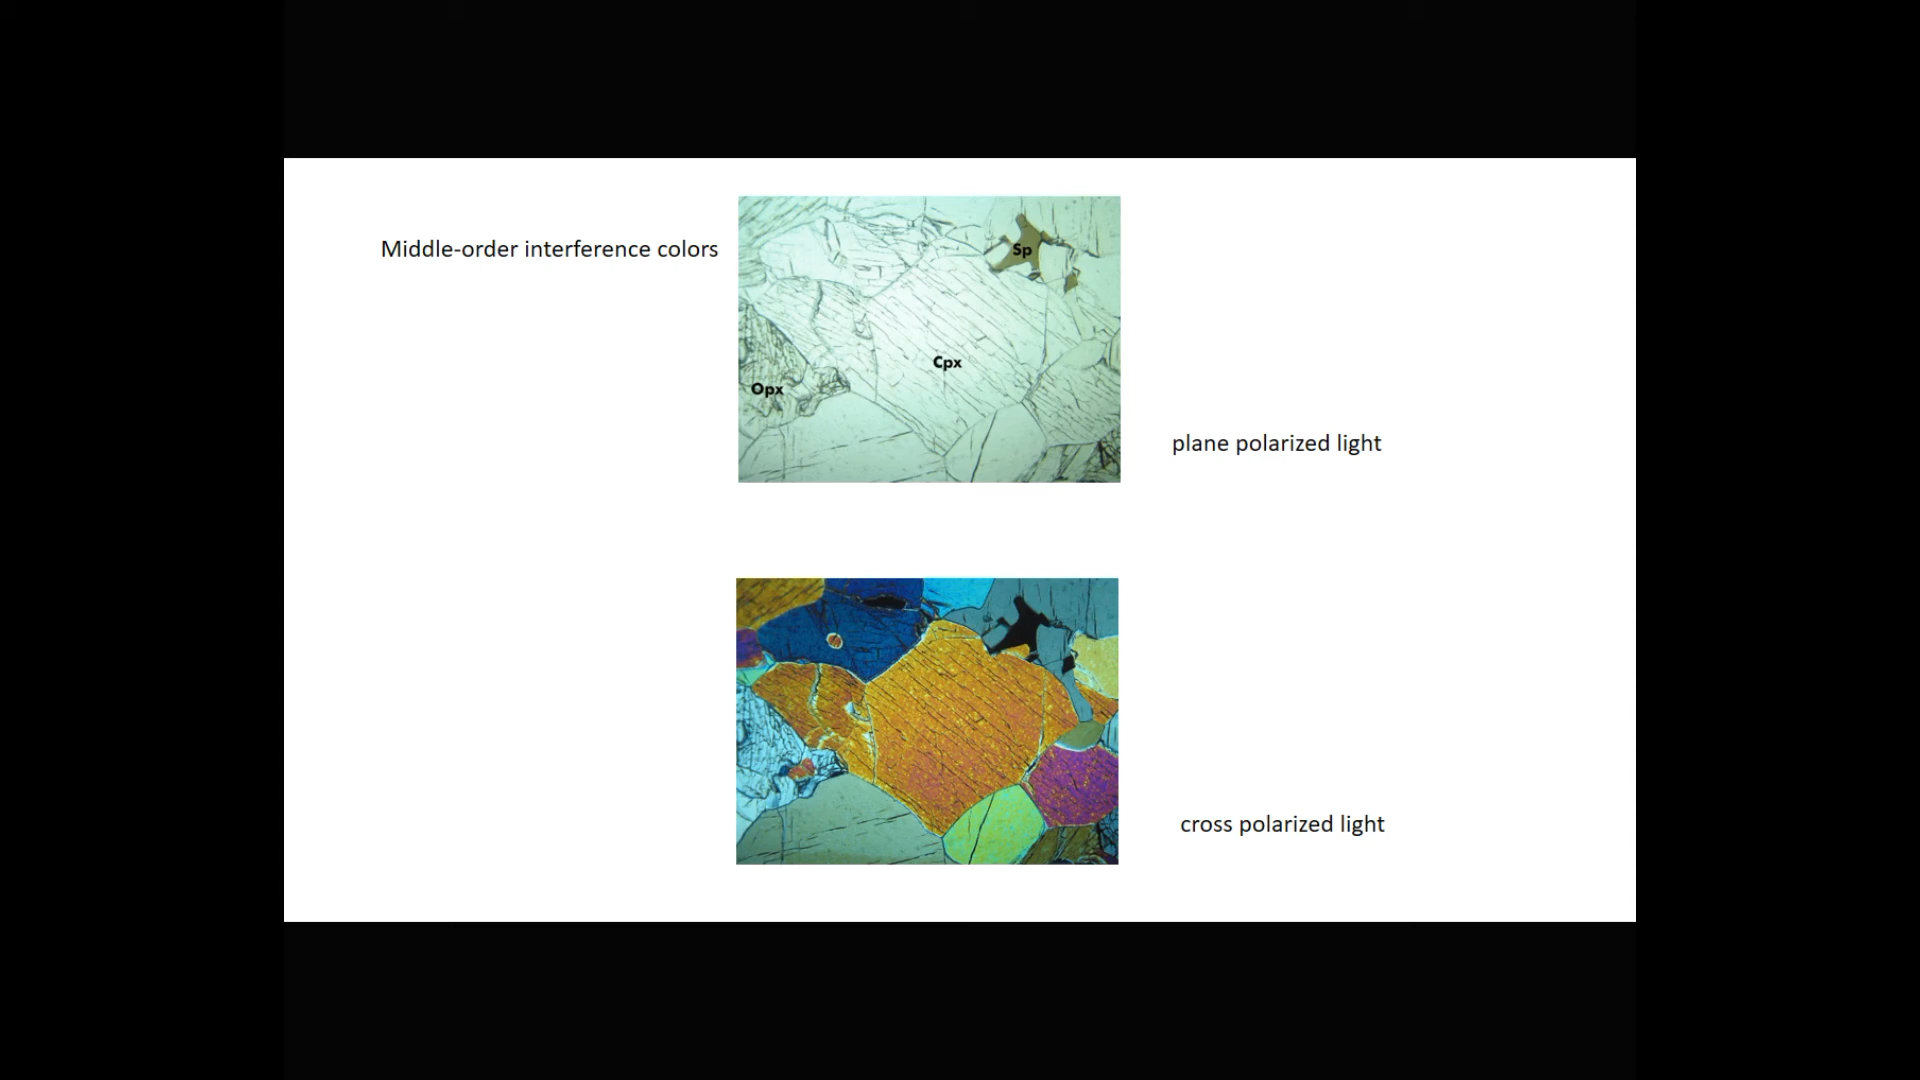 Middle-order interference colors
Sp
Cpx
Opx
plane polarized light
cross polarized light